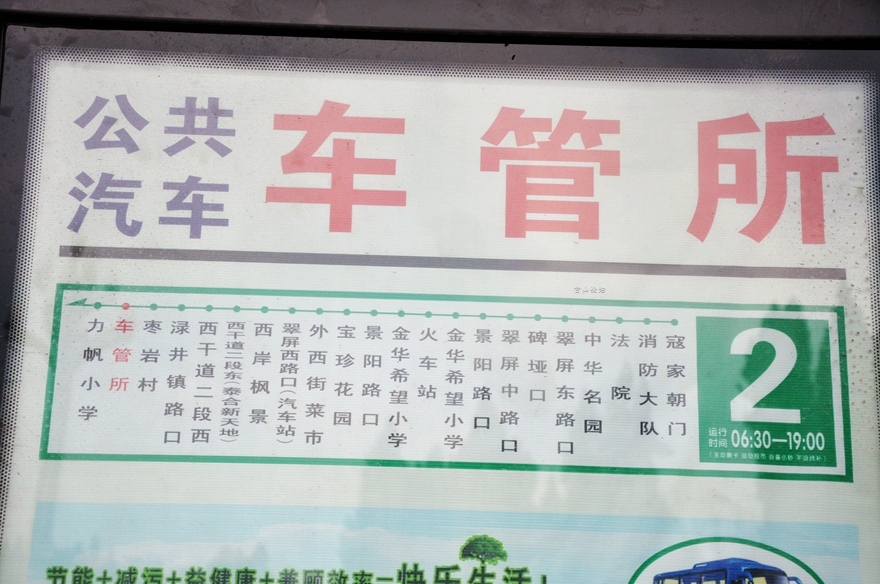 公共
汽车
车管所
力帆小学
车管所
枣岩村
渌井镇路口
西干道二段西
西干道二段东(泰合新天地)
西岸枫景
翠屏西路口(汽车站)
外西街菜市
宝珍花园
景阳路口
金华希望小学
火车站
金华希望小学
景阳路口
翠屏中路口
碑垭口
翠屏东路口
中华名园
法院
消防大队
寇家朝门
2
运行
时间 06:30—19:00
节能+减污+益健康+兼顾效率=快乐生活!